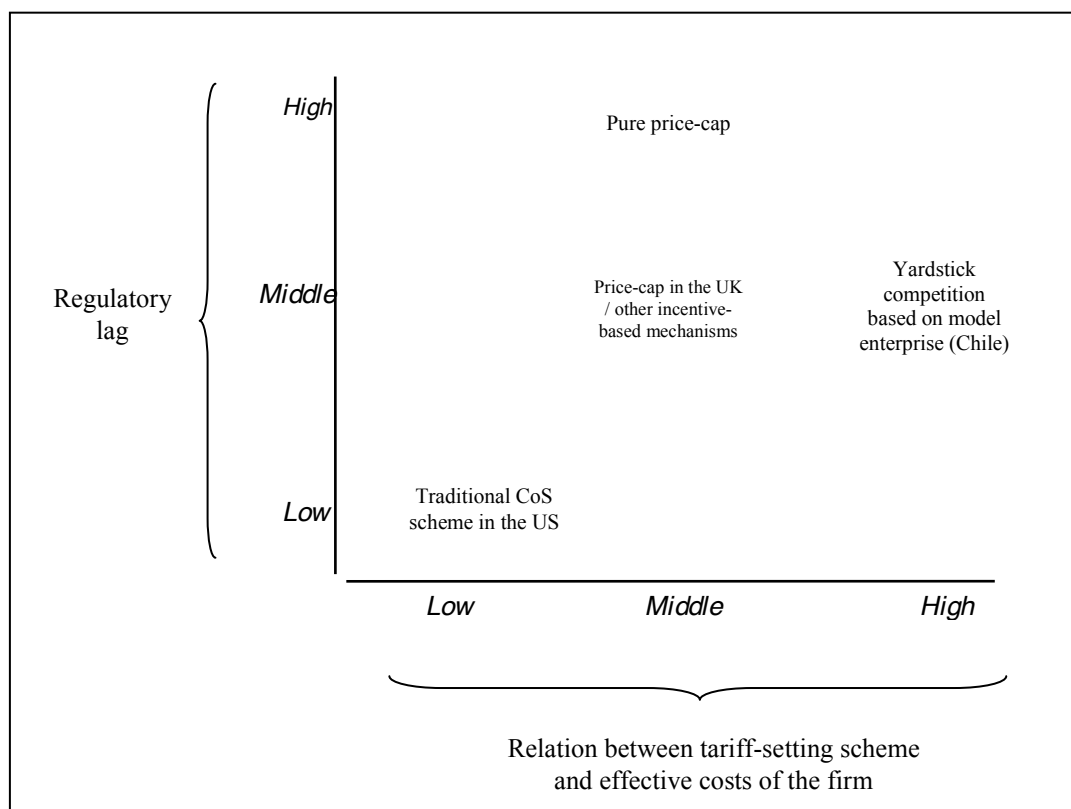 High
Pure price-cap
Regulatory
lag
Middle
Price-cap in the UK
/ other incentive-
based mechanisms
Yardstick
competition
based on model
enterprise (Chile)
Low
Traditional CoS
scheme in the US
Low
Middle
High
Relation between tariff-setting scheme
and effective costs of the firm